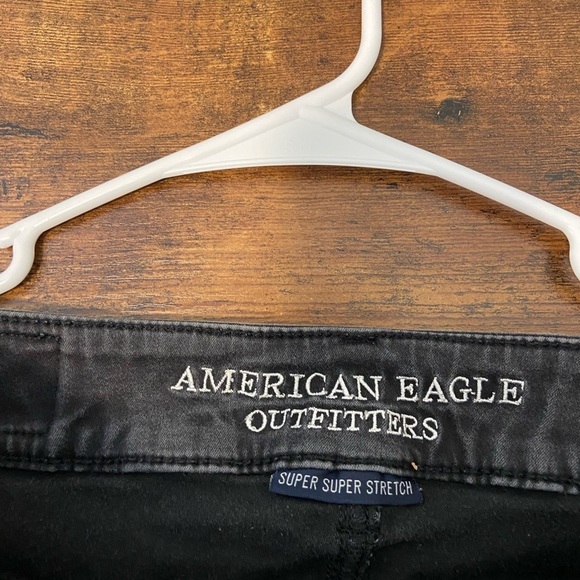 AMERICAN EAGLE
OUTFITTERS
SUPER SUPER STRETCH